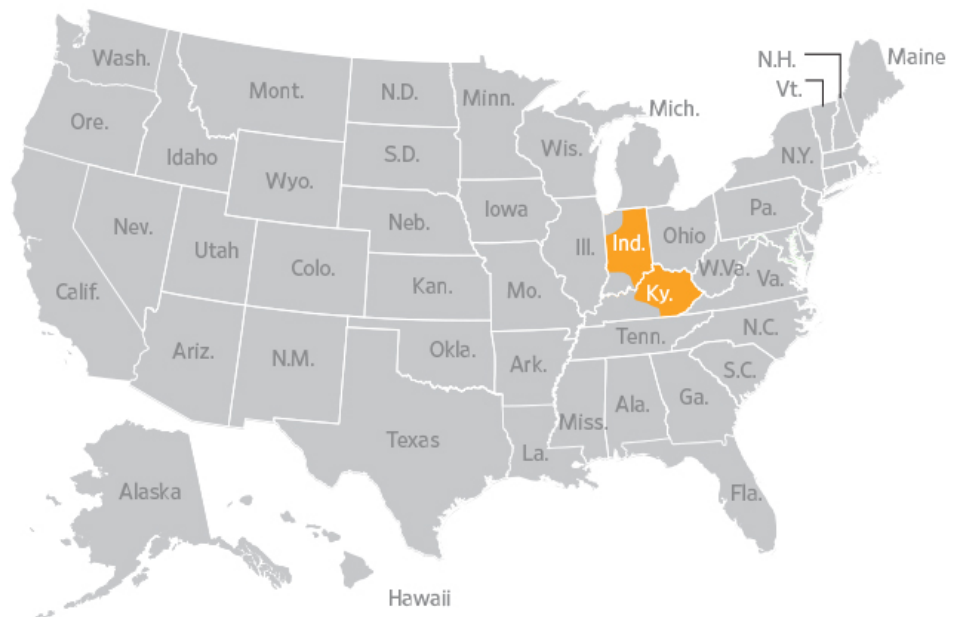 Wash.
Mont.
N.D.
Minn.
N.H.
Maine
Vt.
Mich.
Ore.
Idaho
S.D.
Wis.
N.Y.
Wyo.
Neb.
Iowa
Pa.
Nev.
Utah
Colo.
Ill.
Ind.
Ohio
W.Va.
Va.
Calif.
Kan.
Mo.
Ky.
Ariz.
N.M.
Okla.
Ark.
Tenn.
N.C.
S.C.
Texas
La.
Miss.
Ala.
Ga.
Alaska
Fla.
Hawaii